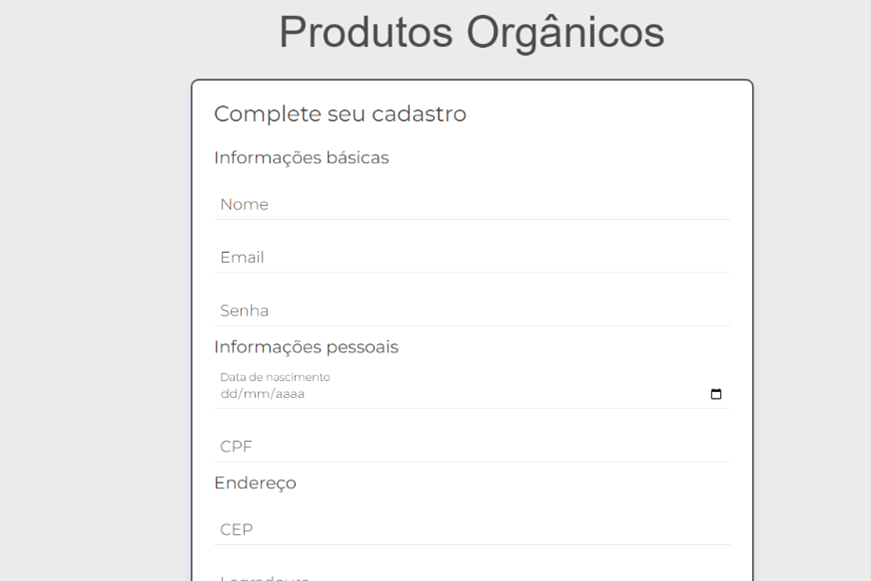 Produtos Orgânicos
Complete seu cadastro
Informações básicas
Nome
Email
Senha
Informações pessoais
Data de nascimento
dd/mm/aaaa
CPF
Endereço
CEP